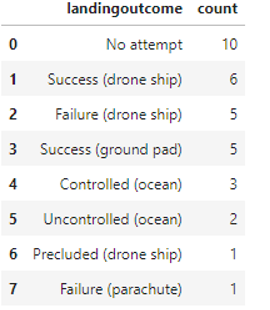 landingoutcome count
0 No attempt 10
1 Success (drone ship) 6
2 Failure (drone ship) 5
3 Success (ground pad) 5
4 Controlled (ocean) 3
5 Uncontrolled (ocean) 2
6 Precluded (drone ship) 1
7 Failure (parachute) 1